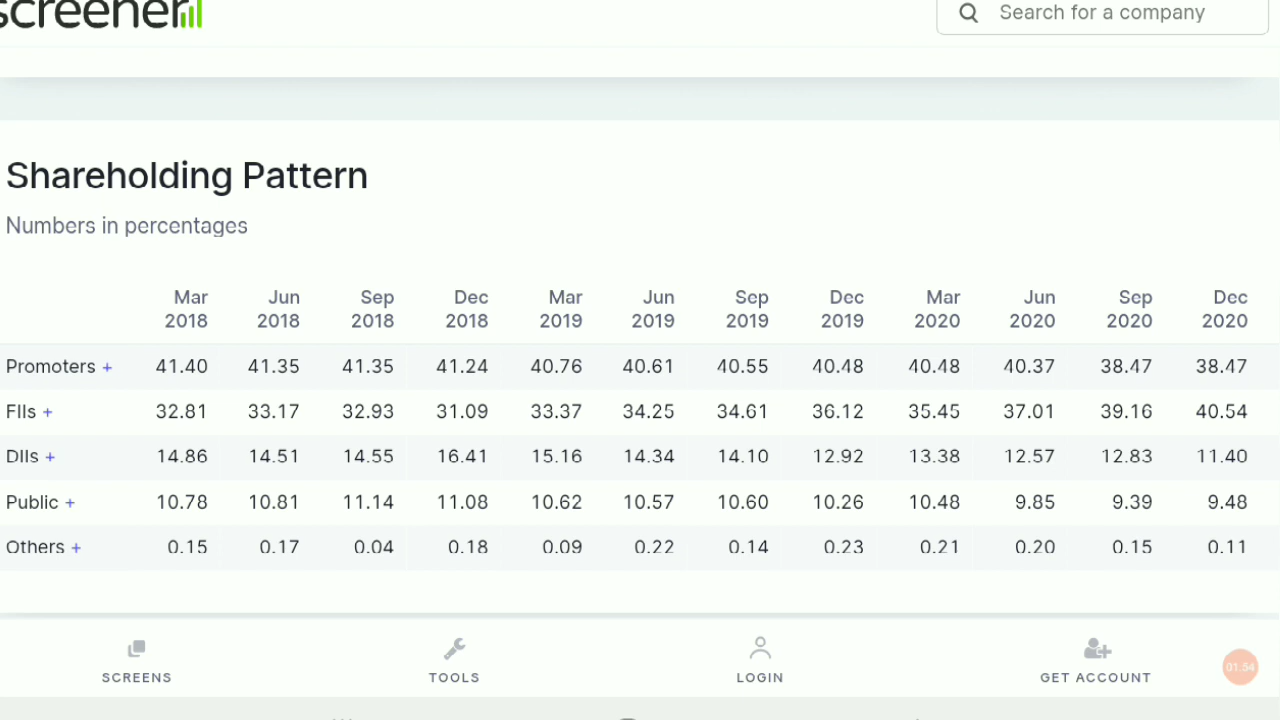 screener
Search for a company
Shareholding Pattern
Numbers in percentages
Mar 2018 Jun 2018 Sep 2018 Dec 2018 Mar 2019 Jun 2019 Sep 2019 Dec 2019 Mar 2020 Jun 2020 Sep 2020 Dec 2020
Promoters + 41.40 41.35 41.35 41.24 40.76 40.61 40.55 40.48 40.48 40.37 38.47 38.47
FIIs + 32.81 33.17 32.93 31.09 33.37 34.25 34.61 36.12 35.45 37.01 39.16 40.54
DIIs + 14.86 14.51 14.55 16.41 15.16 14.34 14.10 12.92 13.38 12.57 12.83 11.40
Public + 10.78 10.81 11.14 11.08 10.62 10.57 10.60 10.26 10.48 9.85 9.39 9.48
Others + 0.15 0.17 0.04 0.18 0.09 0.22 0.14 0.23 0.21 0.20 0.15 0.11
SCREENS TOOLS LOGIN GET ACCOUNT
01:54